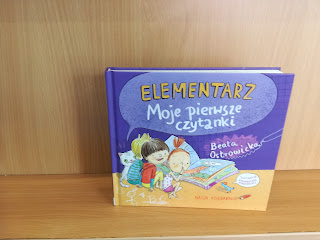 ELEMENTARZ
Moje pierwsze
czytanki
Beata
Ostrowicka